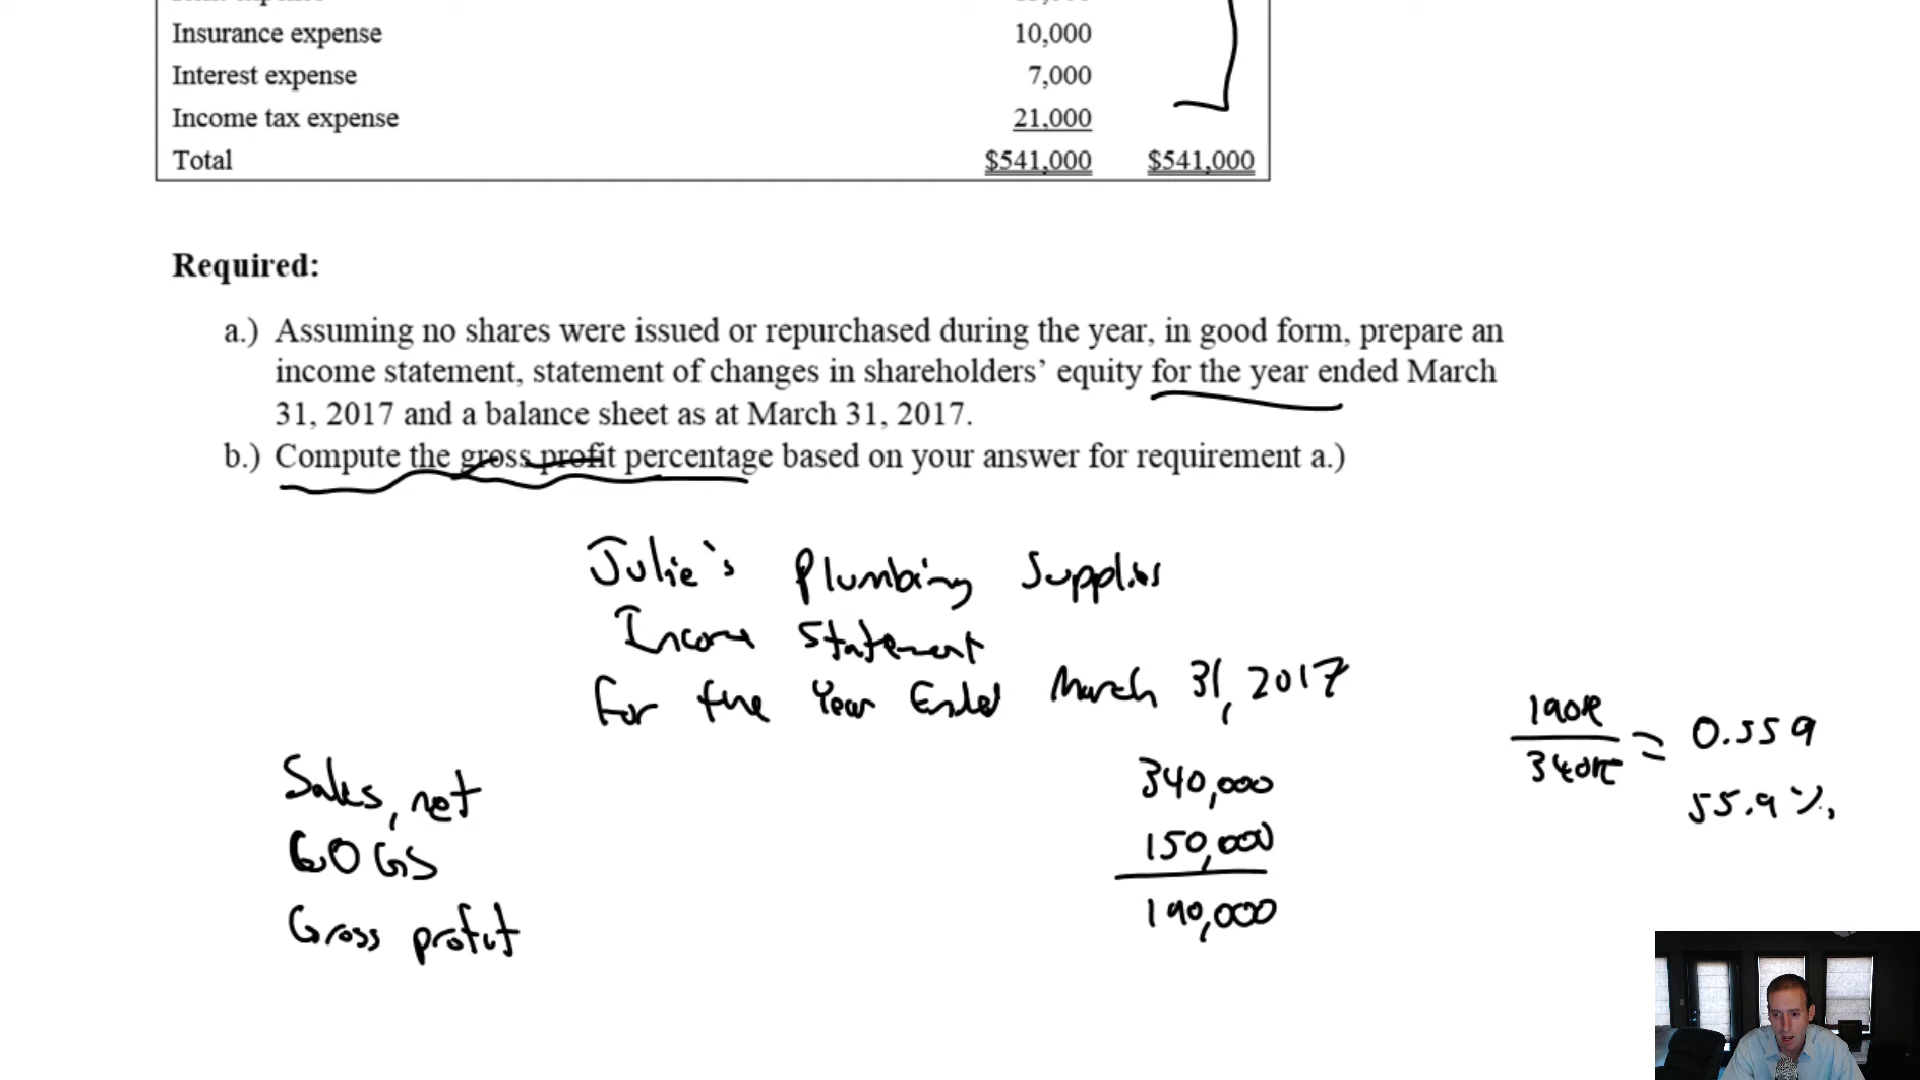 Insurance expense 10,000
Interest expense 7,000
Income tax expense 21,000
Total $541,000 $541,000
Required:
a.) Assuming no shares were issued or repurchased during the year, in good form, prepare an
income statement, statement of changes in shareholders’ equity for the year ended March
31, 2017 and a balance sheet as at March 31, 2017.
b.) Compute the gross profit percentage based on your answer for requirement a.)
Julie's Plumbing Supplies
Income Statement
For the Year Ended March 31, 2017
190K
340K
= 0.559
55.9%
Sales, net 340,000
COGS 150,000
Gross profit 190,000